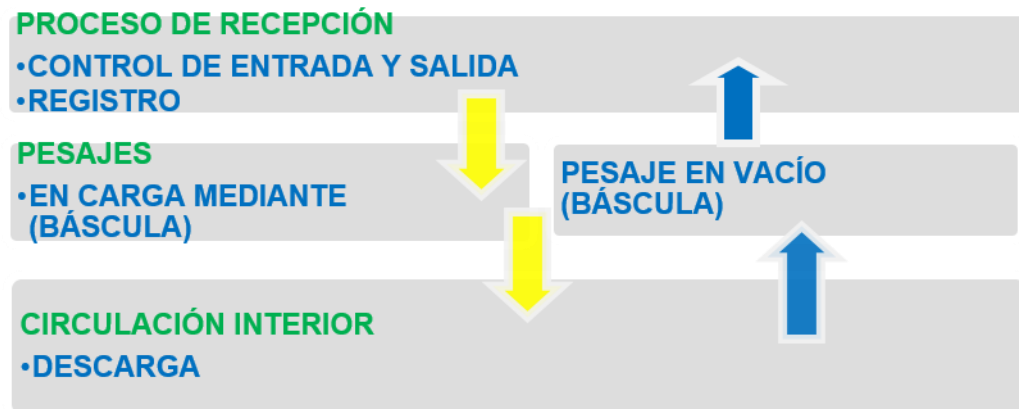 PROCESO DE RECEPCIÓN
•CONTROL DE ENTRADA Y SALIDA
•REGISTRO
PESAJES
•EN CARGA MEDIANTE
(BÁSCULA)
PESAJE EN VACÍO
(BÁSCULA)
CIRCULACIÓN INTERIOR
•DESCARGA